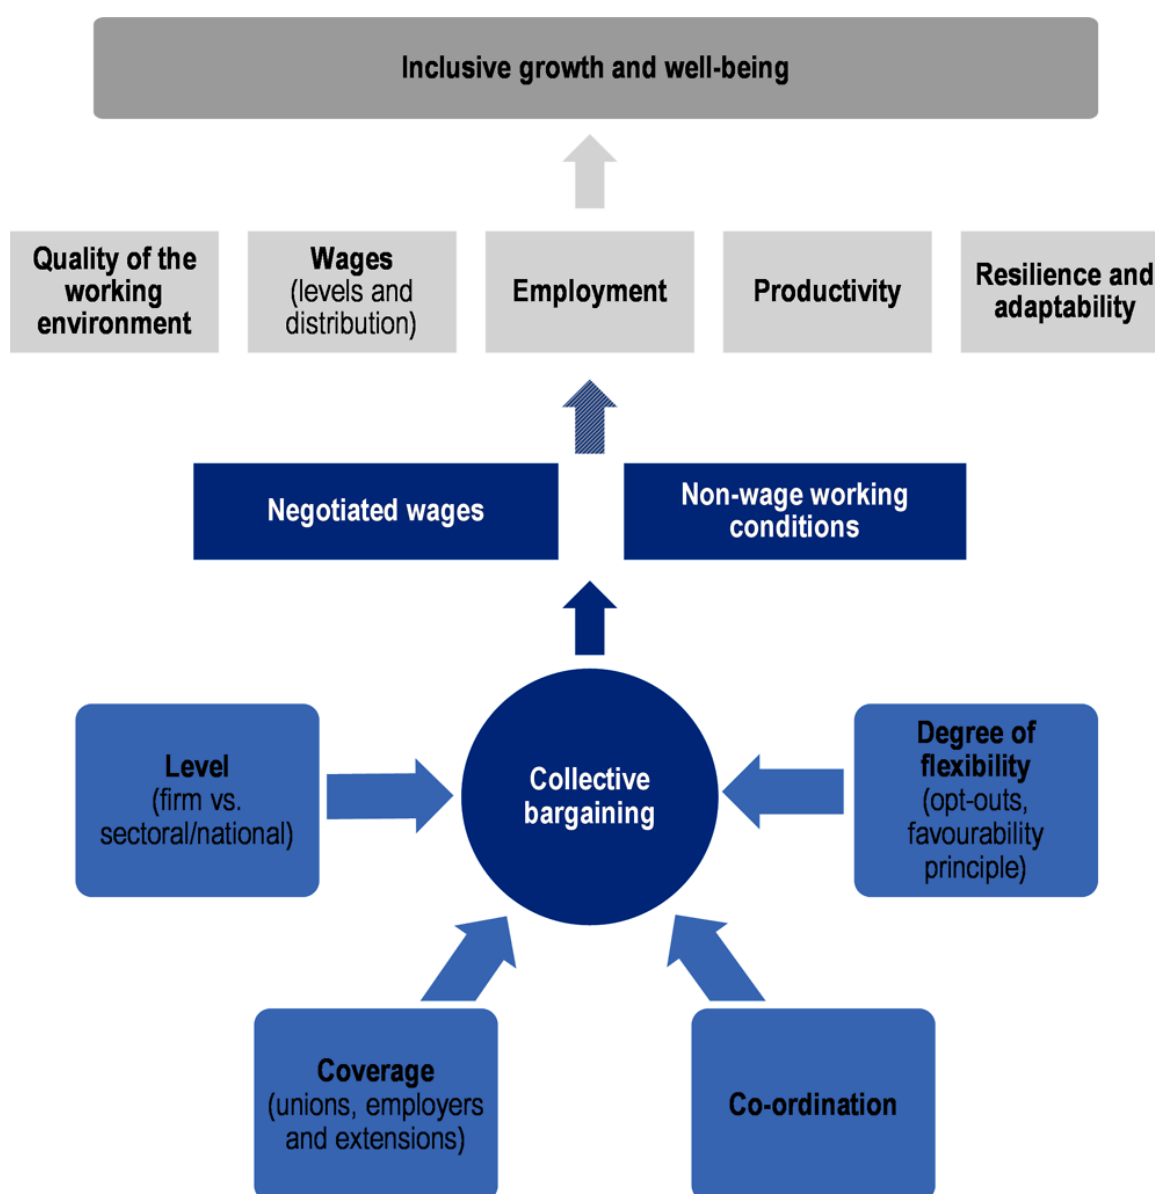 Inclusive growth and well-being
Quality of the
working
environment
Wages
(levels and
distribution)
Employment
Productivity
Resilience and
adaptability
Negotiated wages
Non-wage working
conditions
Level
(firm vs.
sectoral/national)
Collective
bargaining
Degree of
flexibility
(opt-outs,
favourability
principle)
Coverage
(unions, employers
and extensions)
Co-ordination